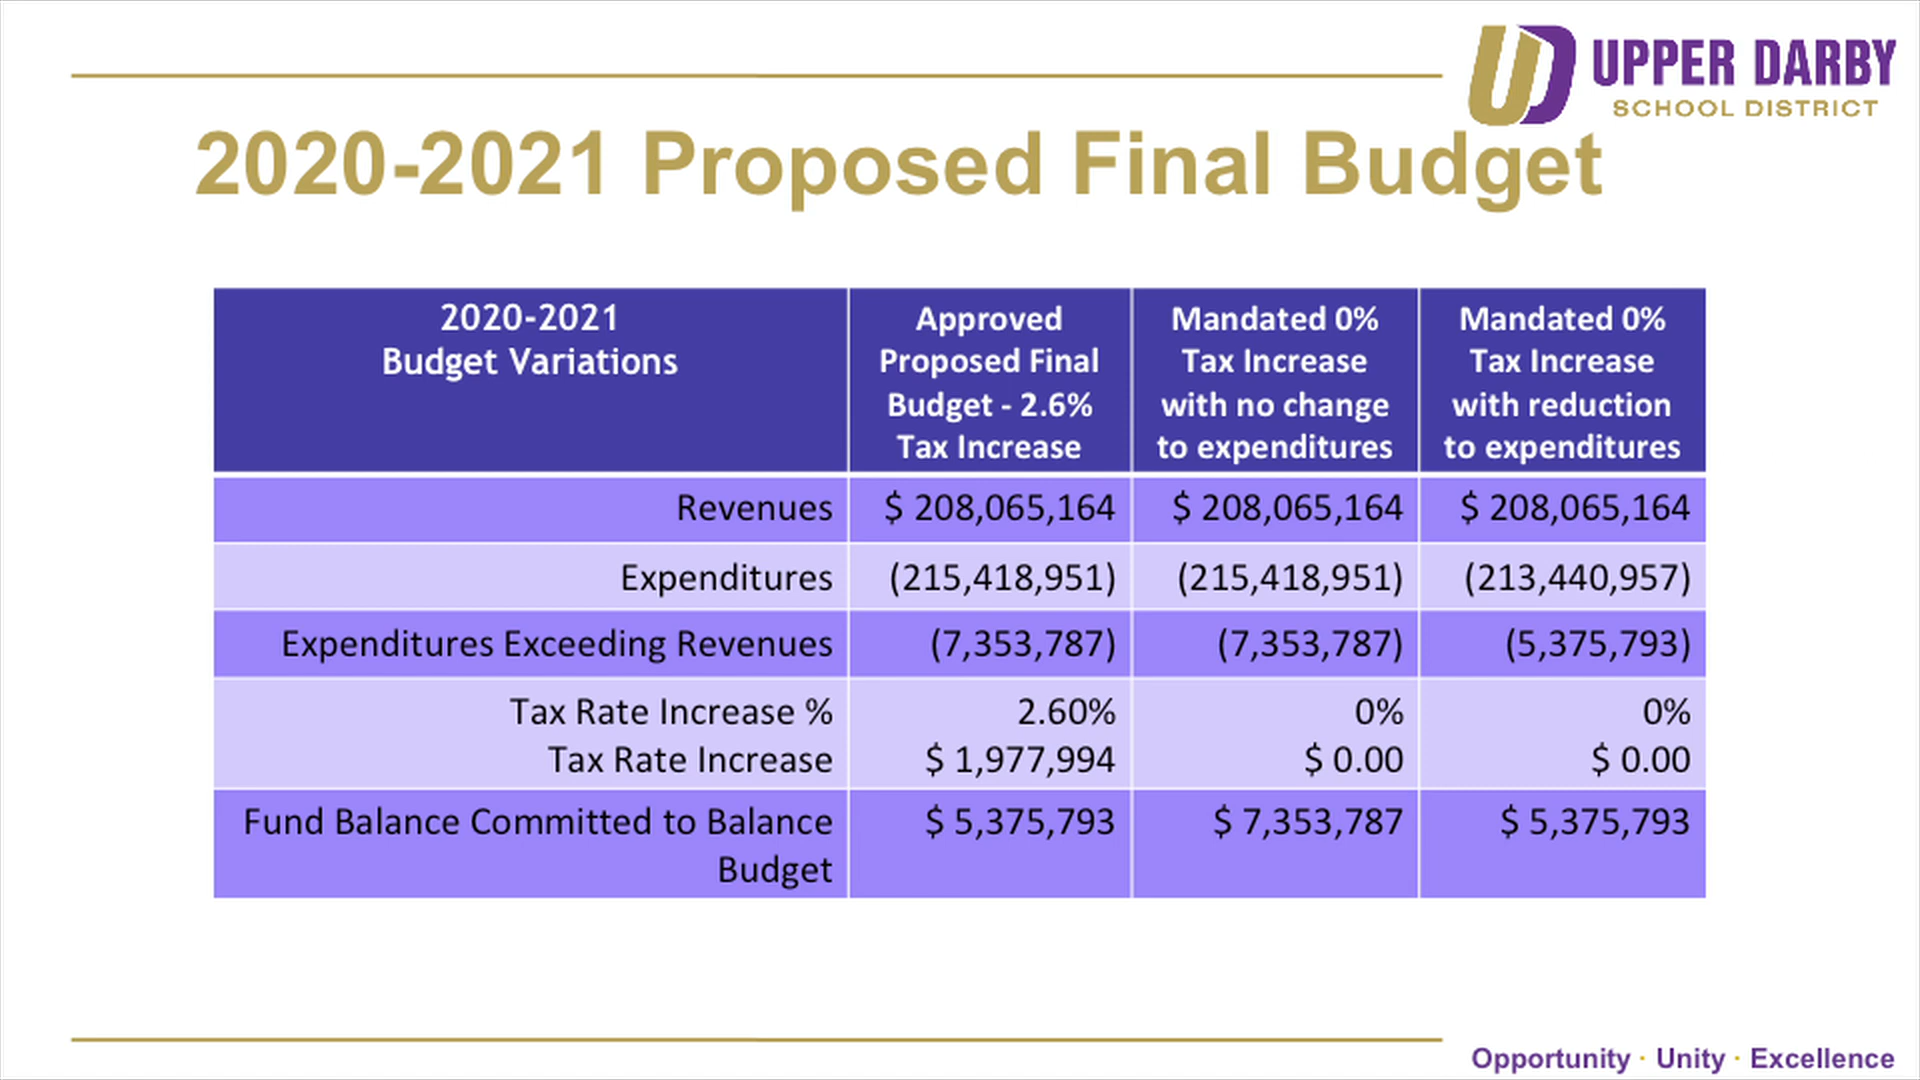 UPPER DARBY
SCHOOL DISTRICT
2020-2021 Proposed Final Budget
2020-2021
Budget Variations
Approved
Proposed Final
Budget - 2.6%
Tax Increase
Mandated 0%
Tax Increase
with no change
to expenditures
Mandated 0%
Tax Increase
with reduction
to expenditures
Revenues $ 208,065,164 $ 208,065,164 $ 208,065,164
Expenditures (215,418,951) (215,418,951) (213,440,957)
Expenditures Exceeding Revenues (7,353,787) (7,353,787) (5,375,793)
Tax Rate Increase % 2.60% 0% 0%
Tax Rate Increase $ 1,977,994 $ 0.00 $ 0.00
Fund Balance Committed to Balance $ 5,375,793 $ 7,353,787 $ 5,375,793
Budget
Opportunity · Unity · Excellence